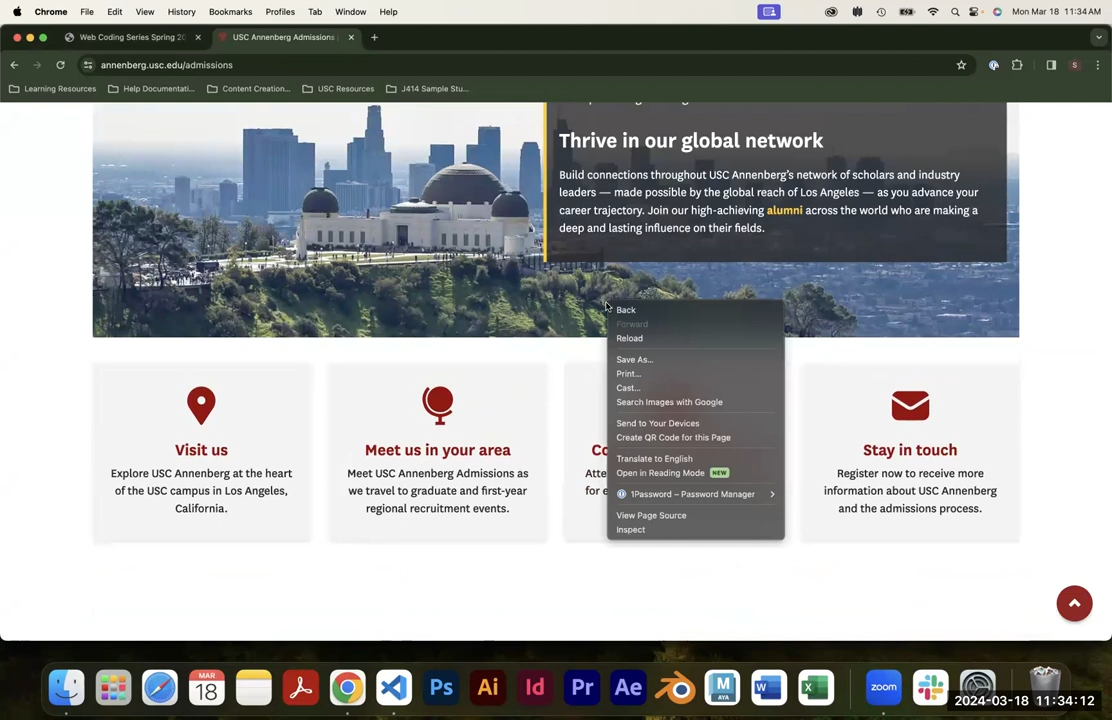 Chrome File Edit View History Bookmarks Profiles Tab Window Help Mon Mar 18 11:34 AM
Web Coding Series Spring 20 USC Annenberg Admissions
annenberg.usc.edu/admissions S
Learning Resources Help Documentati... Content Creation... USC Resources J414 Sample Stu...
Thrive in our global network
Build connections throughout USC Annenberg's network of scholars and industry
leaders — made possible by the global reach of Los Angeles — as you advance your
career trajectory. Join our high-achieving alumni across the world who are making a
deep and lasting influence on their fields.
Back
Forward
Reload
Save As...
Print...
Cast...
Search Images with Google
Send to Your Devices
Create QR Code for this Page
Translate to English
Open in Reading Mode NEW
1Password – Password Manager
View Page Source
Inspect
Visit us
Explore USC Annenberg at the heart
of the USC campus in Los Angeles,
California.
Meet us in your area
Meet USC Annenberg Admissions as
we travel to graduate and first-year
regional recruitment events.
Co
Atte
for e
Stay in touch
Register now to receive more
information about USC Annenberg
and the admissions process.
MAR
18
Ps Ai Id Pr Ae M MAYA W X zoom
2024-03-18 11:34:12